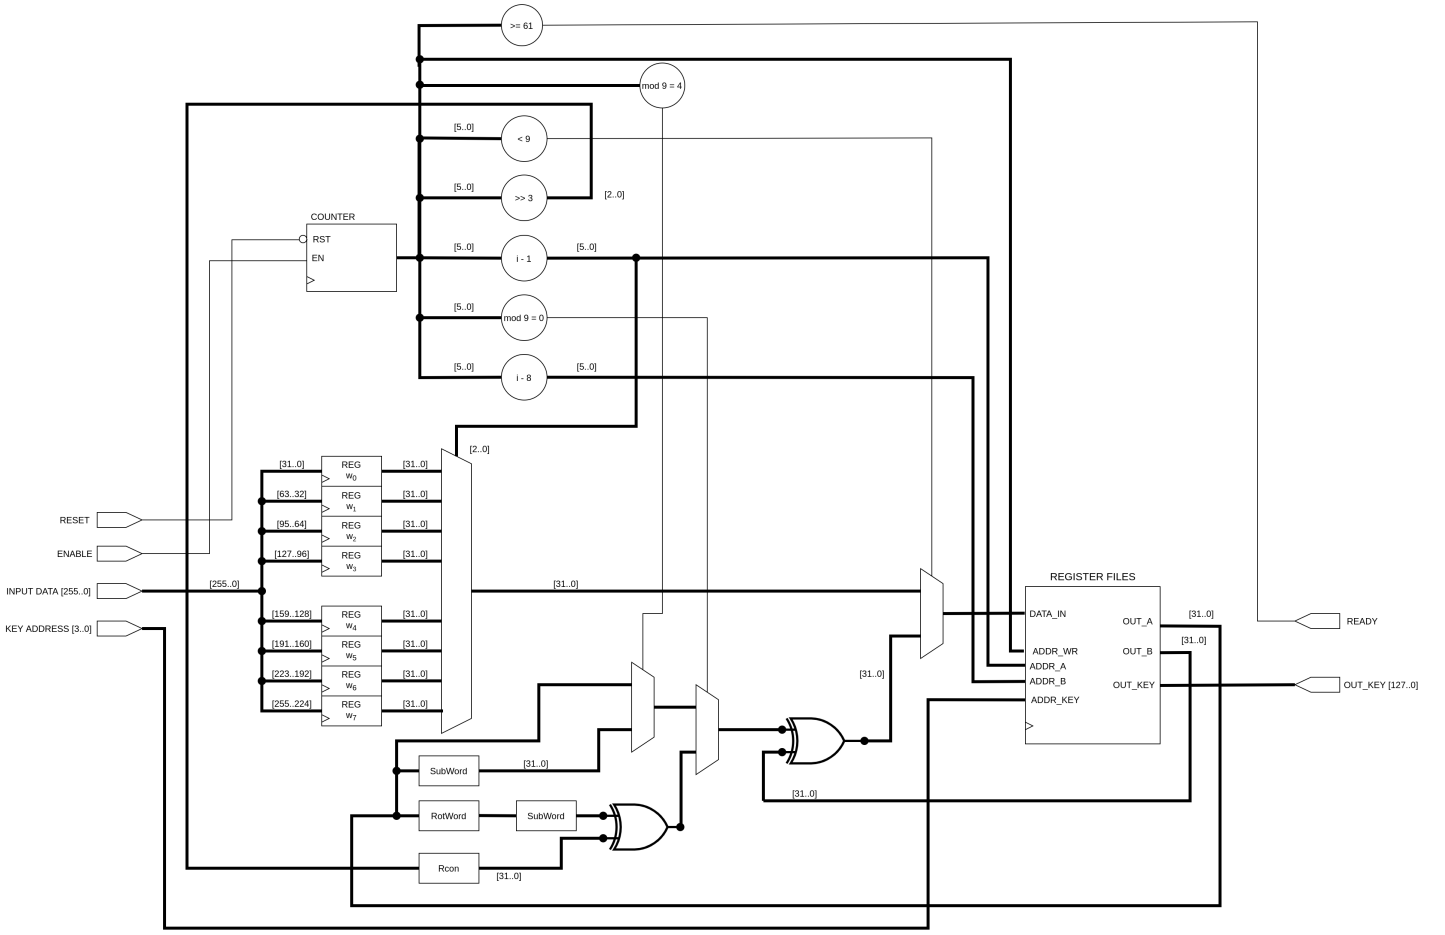 >= 61
mod 9 = 4
[5..0]
< 9
[5..0]
>> 3
[2..0]
COUNTER
RST
EN
[5..0]
i - 1
[5..0]
[5..0]
mod 9 = 0
[5..0]
i - 8
[5..0]
[2..0]
[31..0]
REG
w0
[31..0]
[63..32]
REG
w1
[31..0]
[95..64]
REG
w2
[31..0]
[127..96]
REG
w3
[31..0]
RESET
ENABLE
INPUT DATA [255..0]
[255..0]
KEY ADDRESS [3..0]
[159..128]
REG
w4
[31..0]
[191..160]
REG
w5
[31..0]
[223..192]
REG
w6
[31..0]
[255..224]
REG
w7
[31..0]
[31..0]
REGISTER FILES
DATA_IN
ADDR_WR
ADDR_A
ADDR_B
ADDR_KEY
OUT_A
OUT_B
OUT_KEY
[31..0]
[31..0]
READY
OUT_KEY [127..0]
[31..0]
SubWord
[31..0]
RotWord
SubWord
[31..0]
Rcon
[31..0]